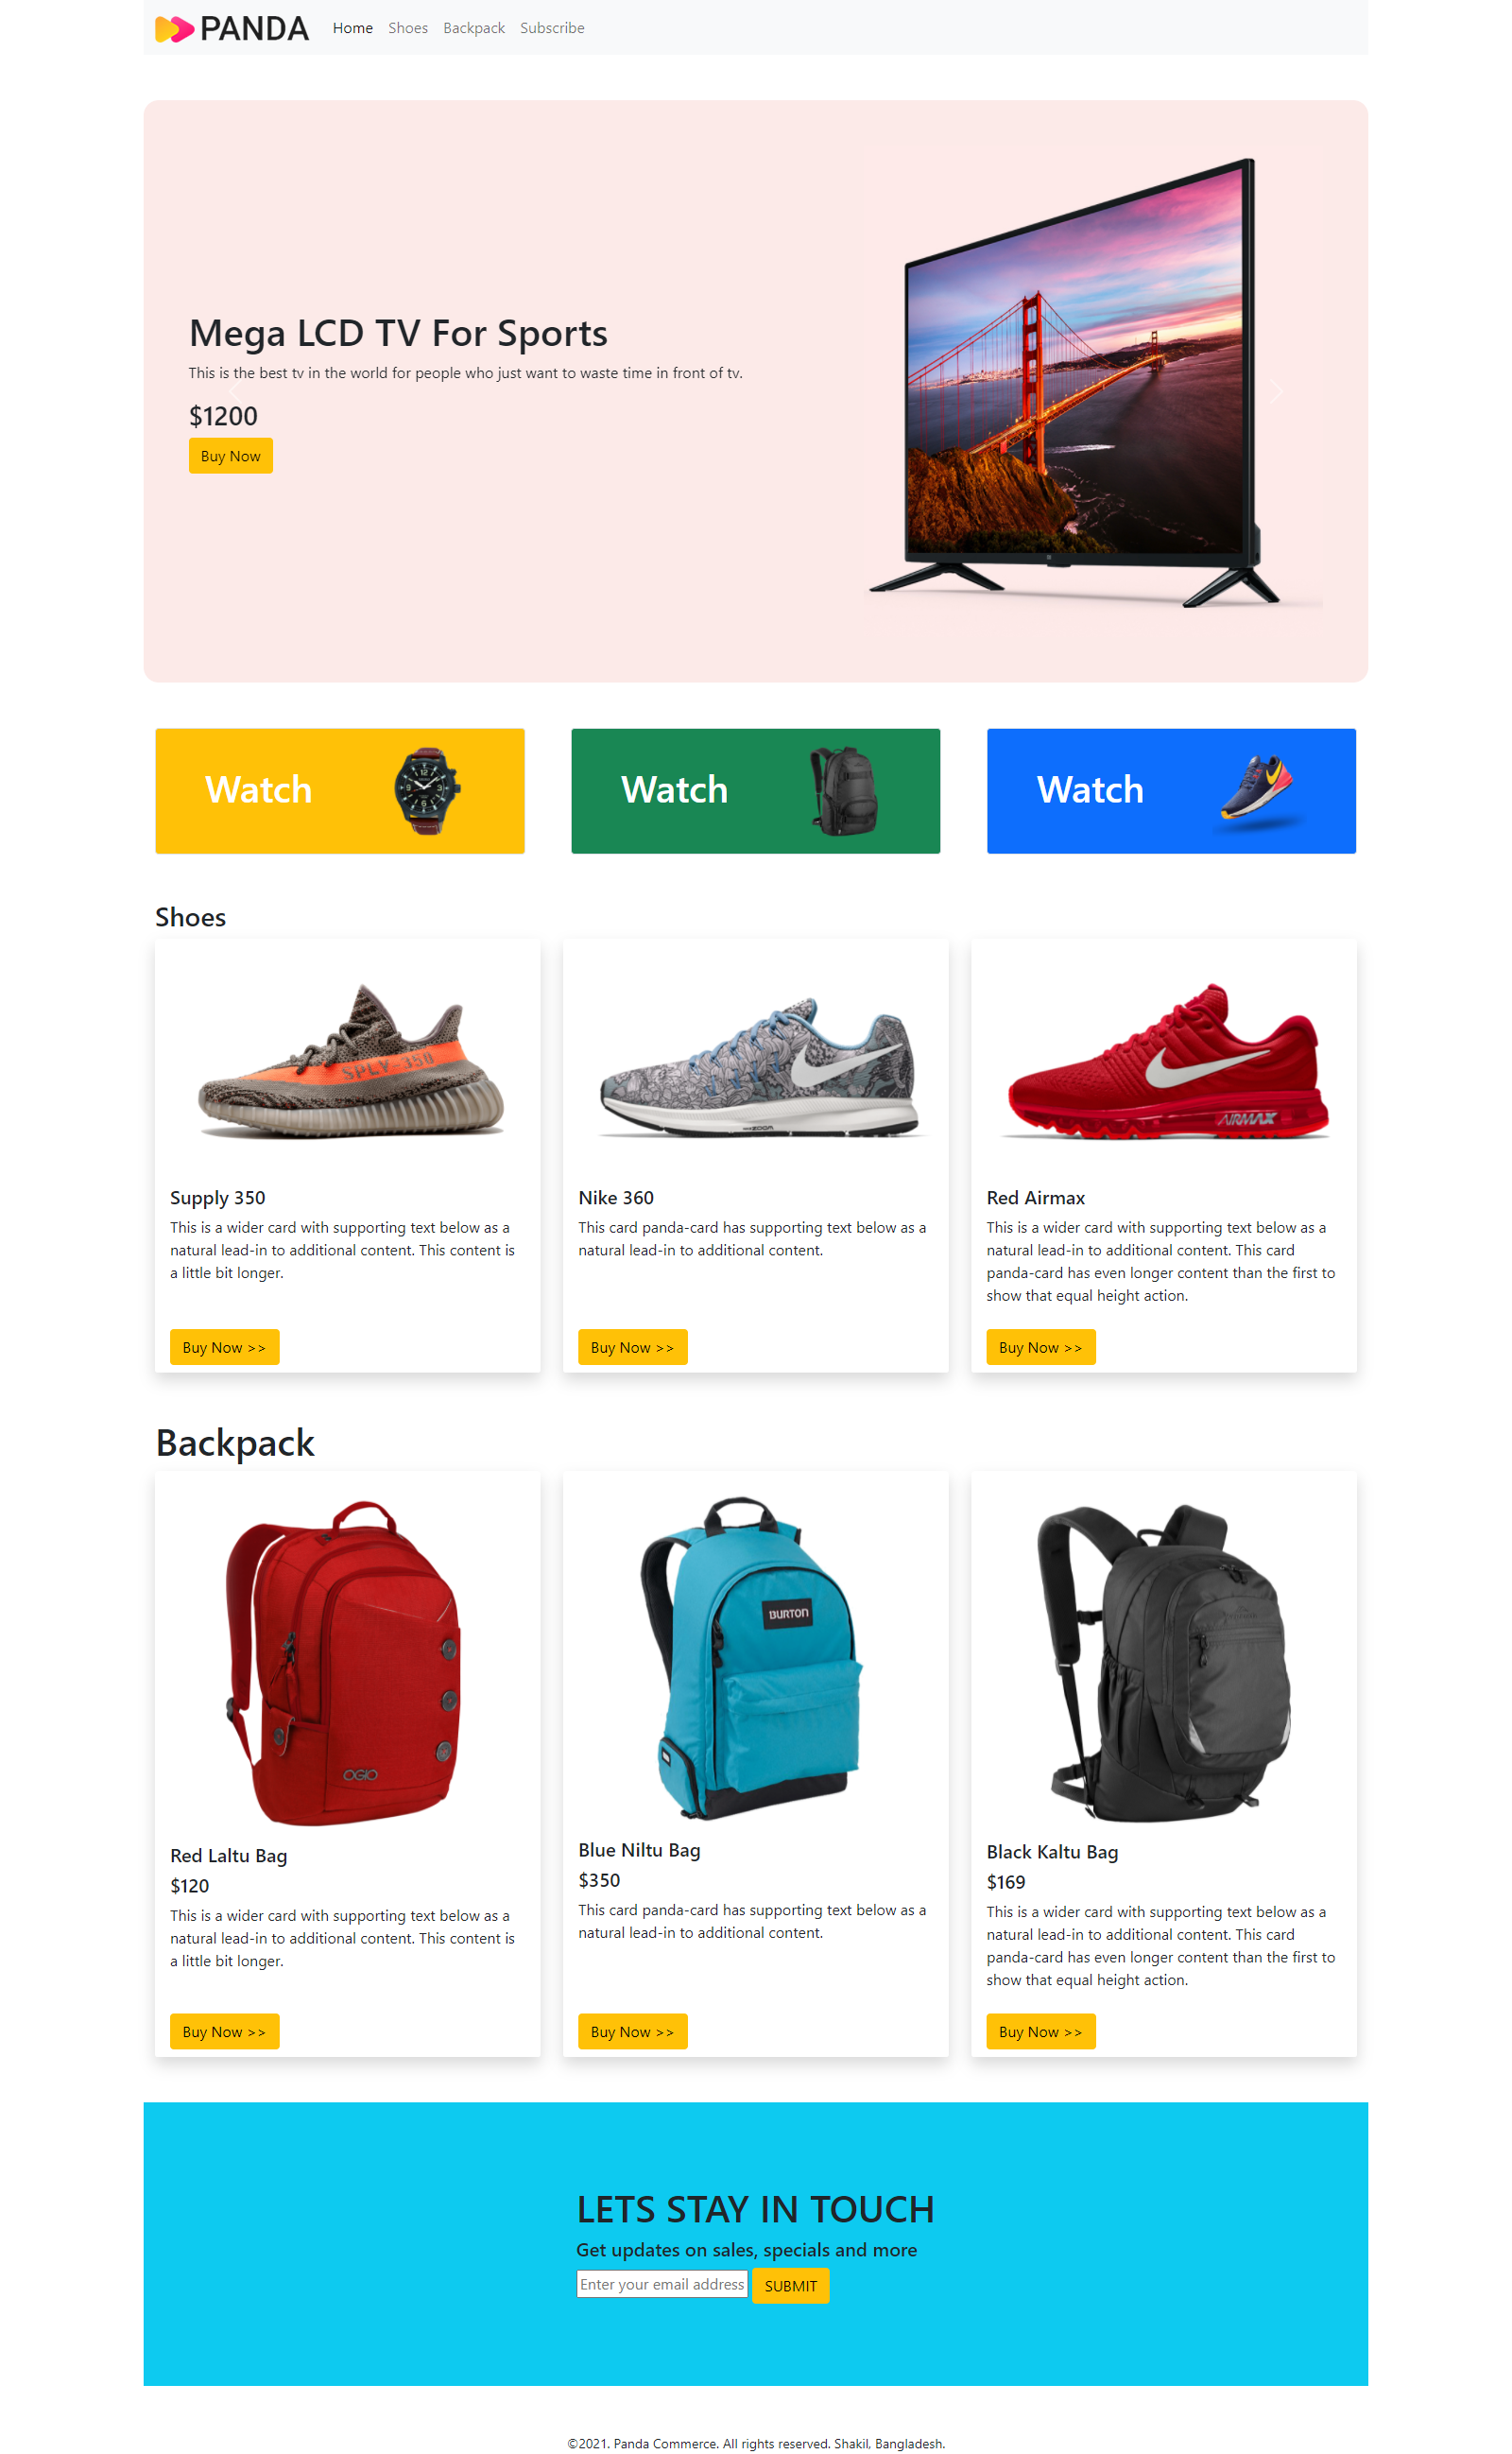 PANDA Home Shoes Backpack Subscribe
Mega LCD TV For Sports
This is the best tv in the world for people who just want to waste time in front of tv.
$1200
Buy Now
Watch
Watch
Watch
Shoes
SPLY-350
ZOOM
AIRMAX
Supply 350
This is a wider card with supporting text below as a
natural lead-in to additional content. This content is
a little bit longer.
Buy Now >>
Nike 360
This card panda-card has supporting text below as a
natural lead-in to additional content.
Buy Now >>
Red Airmax
This is a wider card with supporting text below as a
natural lead-in to additional content. This card
panda-card has even longer content than the first to
show that equal height action.
Buy Now >>
Backpack
OGIO
BURTON
Red Laltu Bag
$120
This is a wider card with supporting text below as a
natural lead-in to additional content. This content is
a little bit longer.
Buy Now >>
Blue Niltu Bag
$350
This card panda-card has supporting text below as a
natural lead-in to additional content.
Buy Now >>
Black Kaltu Bag
$169
This is a wider card with supporting text below as a
natural lead-in to additional content. This card
panda-card has even longer content than the first to
show that equal height action.
Buy Now >>
LETS STAY IN TOUCH
Get updates on sales, specials and more
Enter your email address SUBMIT
©2021. Panda Commerce. All rights reserved. Shakil, Bangladesh.